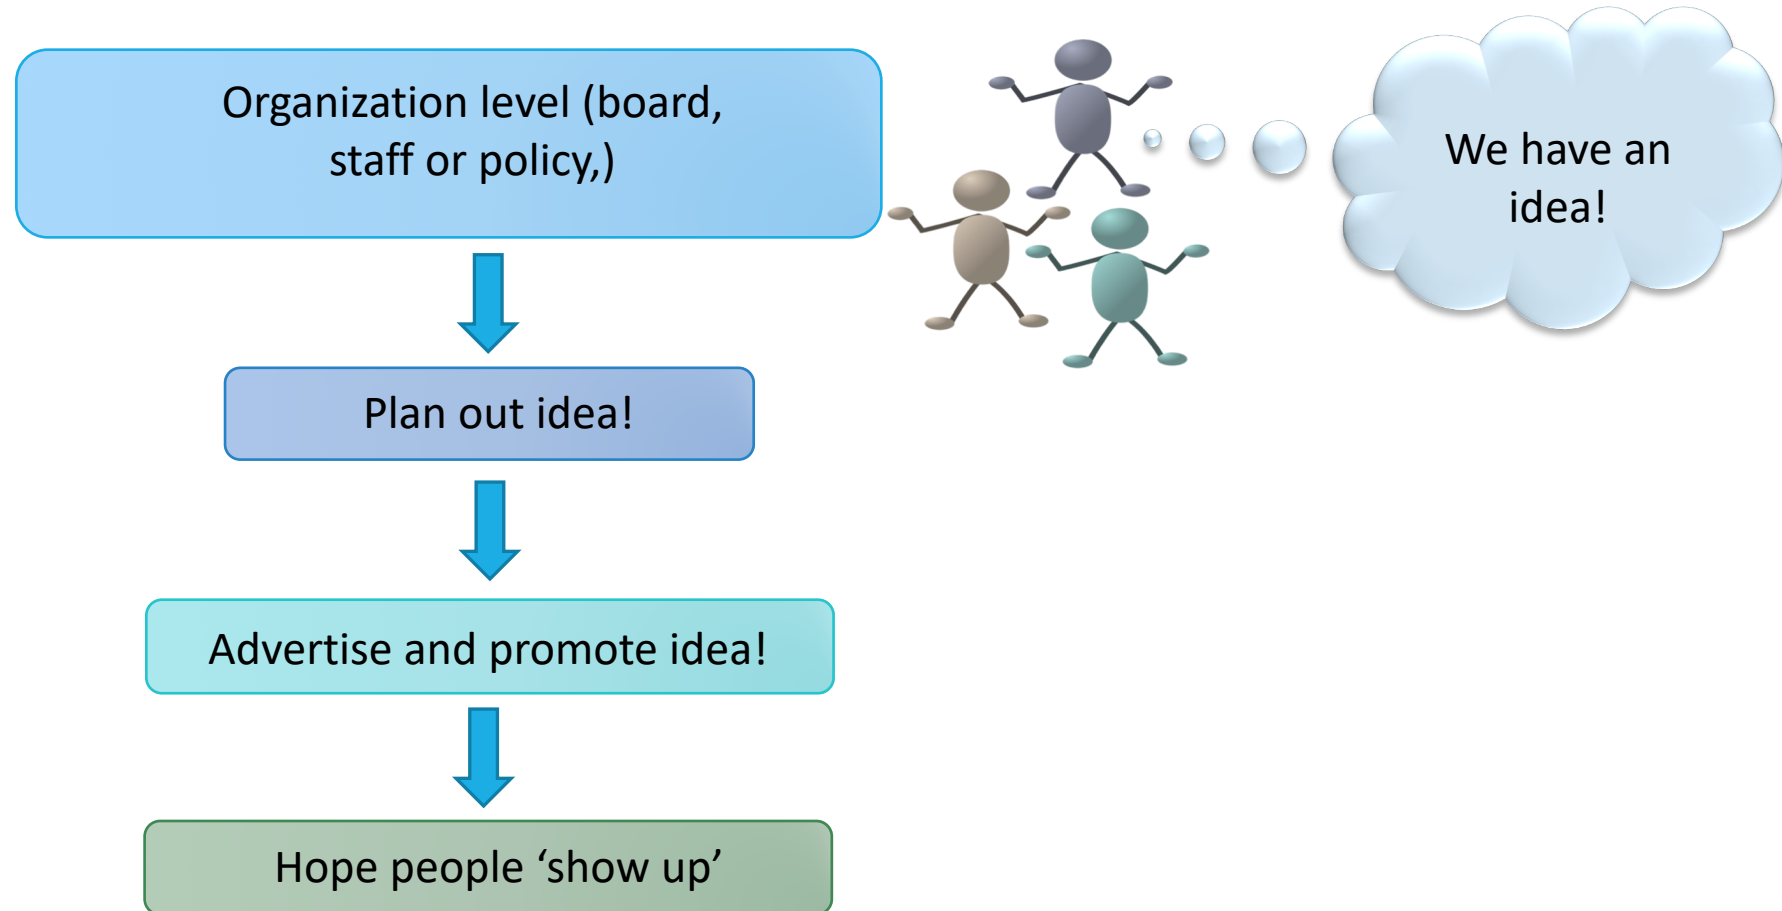 Organization level (board,
staff or policy,)
We have an
idea!
Plan out idea!
Advertise and promote idea!
Hope people ‘show up’